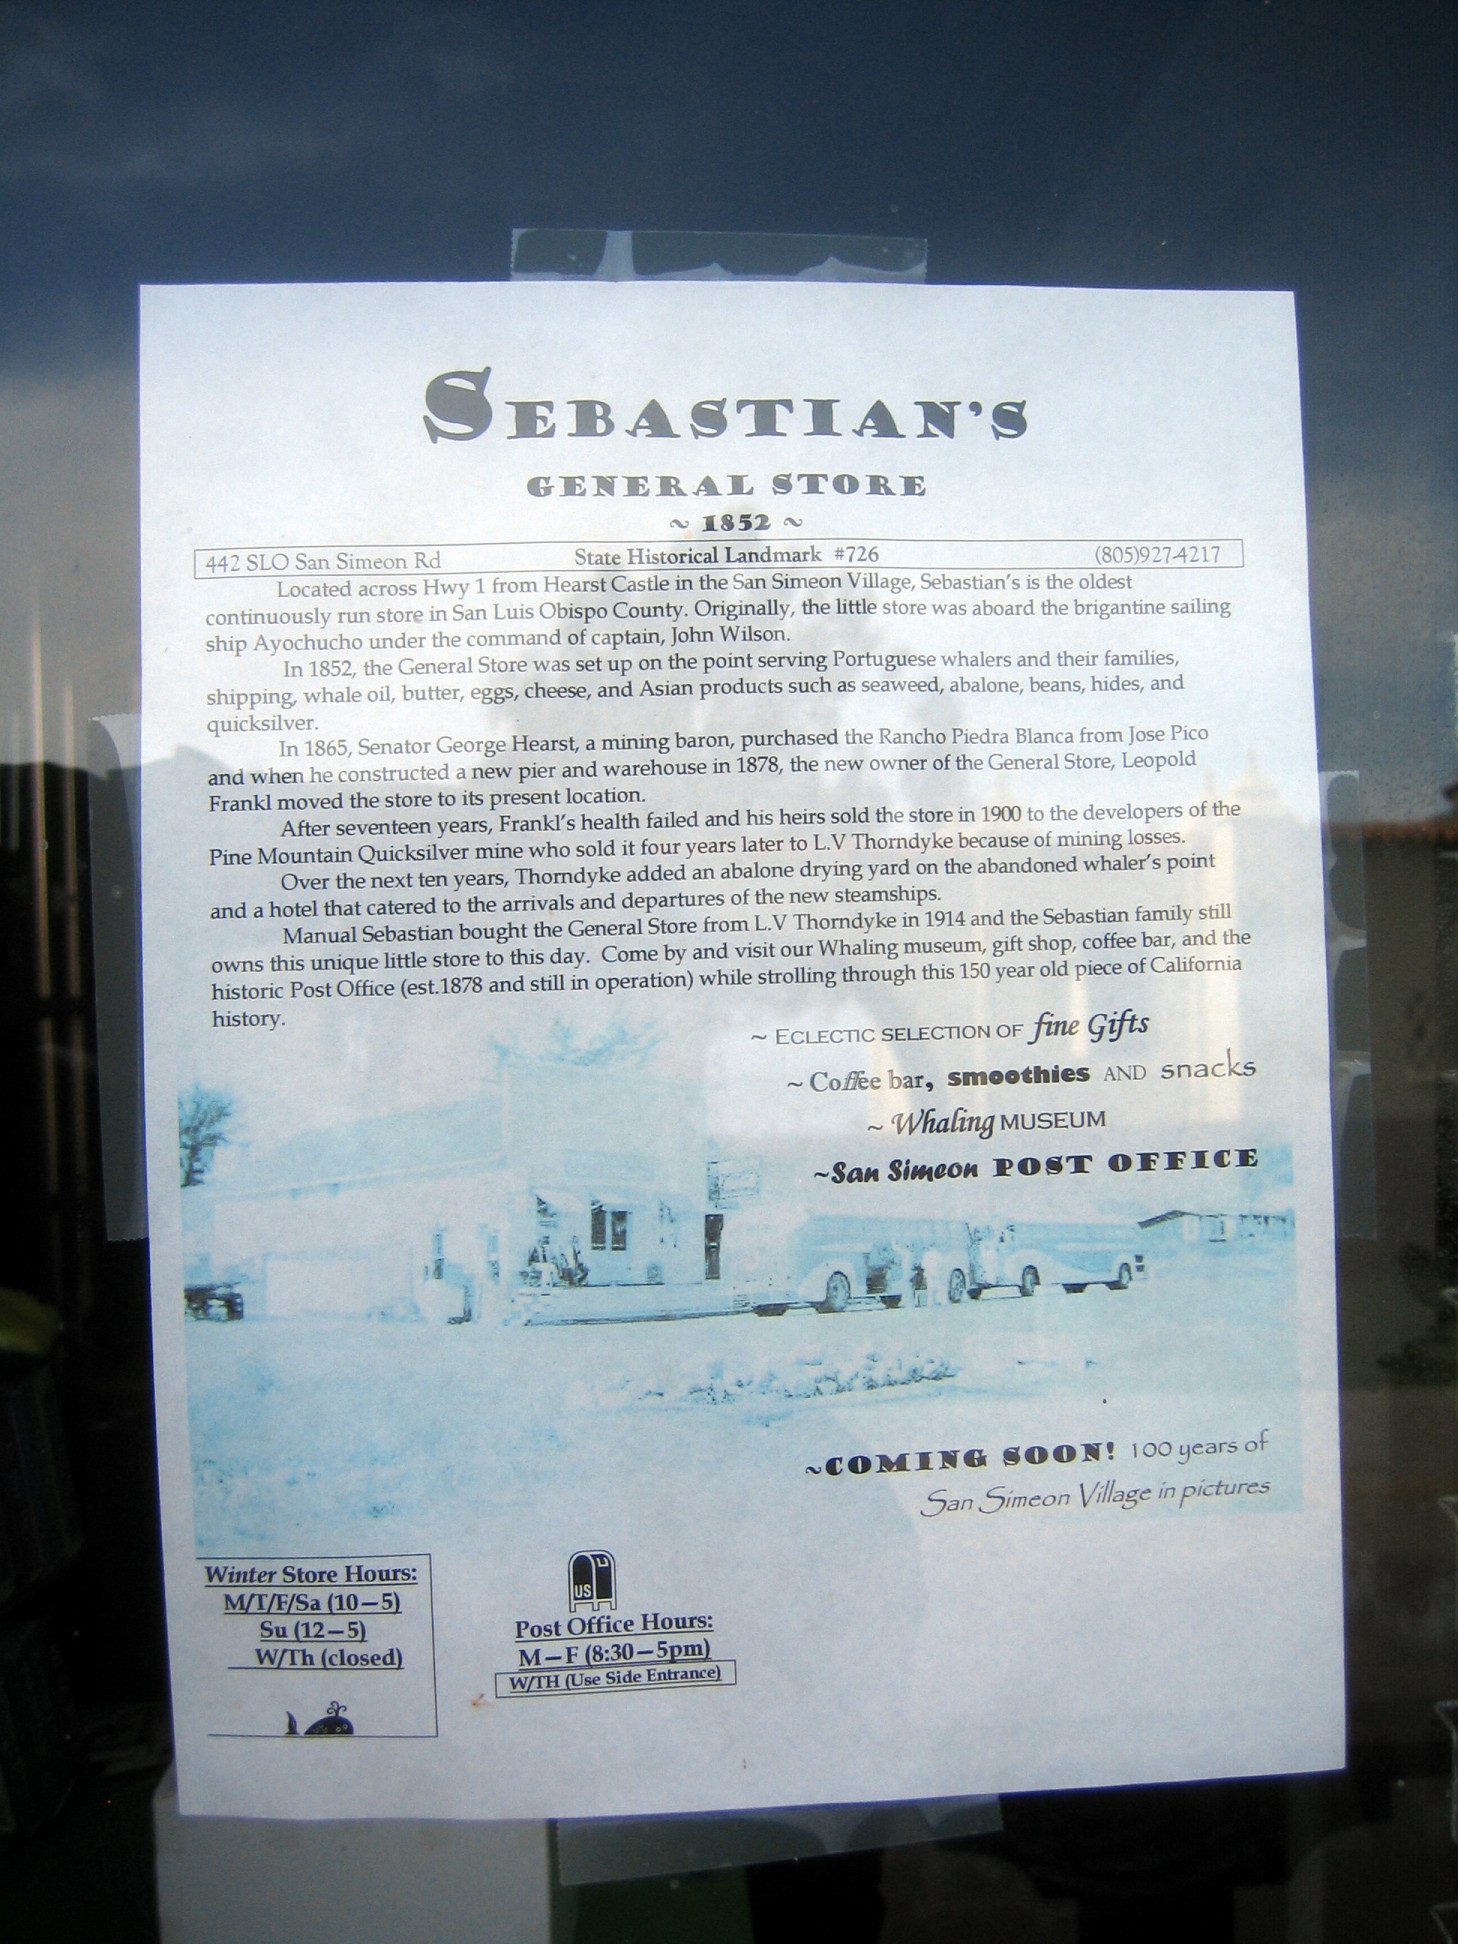 SEBASTIAN'S
GENERAL STORE
~ 1852 ~
442 SLO San Simeon Rd State Historical Landmark #726 (805)927-4217
Located across Hwy 1 from Hearst Castle in the San Simeon Village, Sebastian's is the oldest
continuously run store in San Luis Obispo County. Originally, the little store was aboard the brigantine sailing
ship Ayochucho under the command of captain, John Wilson.
In 1852, the General Store was set up on the point serving Portuguese whalers and their families,
shipping, whale oil, butter, eggs, cheese, and Asian products such as seaweed, abalone, beans, hides, and
quicksilver.
In 1865, Senator George Hearst, a mining baron, purchased the Rancho Piedra Blanca from Jose Pico
and when he constructed a new pier and warehouse in 1878, the new owner of the General Store, Leopold
Frankl moved the store to its present location.
After seventeen years, Frankl's health failed and his heirs sold the store in 1900 to the developers of the
Pine Mountain Quicksilver mine who sold it four years later to L.V Thorndyke because of mining losses.
Over the next ten years, Thorndyke added an abalone drying yard on the abandoned whaler's point
and a hotel that catered to the arrivals and departures of the new steamships.
Manual Sebastian bought the General Store from L.V Thorndyke in 1914 and the Sebastian family still
owns this unique little store to this day. Come by and visit our Whaling museum, gift shop, coffee bar, and the
historic Post Office (est.1878 and still in operation) while strolling through this 150 year old piece of California
history.
~ ECLECTIC SELECTION OF fine Gifts
~ Coffee bar, smoothies AND snacks
~ Whaling MUSEUM
~San Simeon POST OFFICE
~COMING SOON! 100 years of
San Simeon Village in pictures
Winter Store Hours:
M/T/F/Sa (10—5)
Su (12—5)
W/Th (closed)
US
Post Office Hours:
M—F (8:30—5pm)
W/TH (Use Side Entrance)